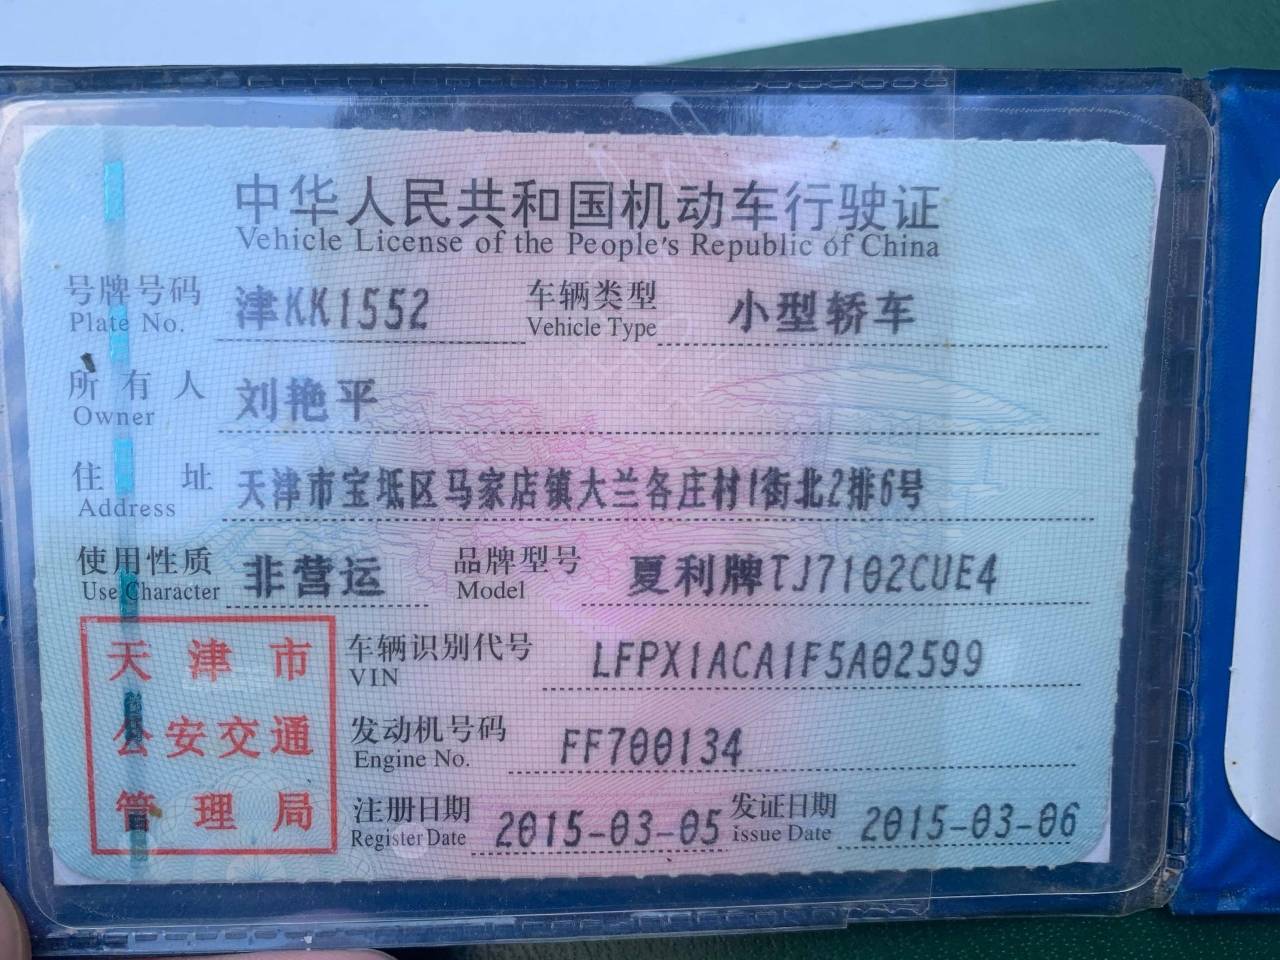 中华人民共和国机动车行驶证
Vehicle License of the People's Republic of China
号牌号码 津KK1552 车辆类型 小型轿车
Plate No. Vehicle Type
所有人 刘艳平
Owner
住址 天津市宝坻区马家店镇大兰各庄村1街北2排6号
Address
使用性质 非营运 品牌型号 夏利牌TJ7102CUE4
Use Character Model
天津市
公安交通
管理局
车辆识别代号 LFPX1ACA1F5A02599
VIN
发动机号码 FF700134
Engine No.
注册日期 2015-03-05 发证日期 2015-03-06
Register Date issue Date